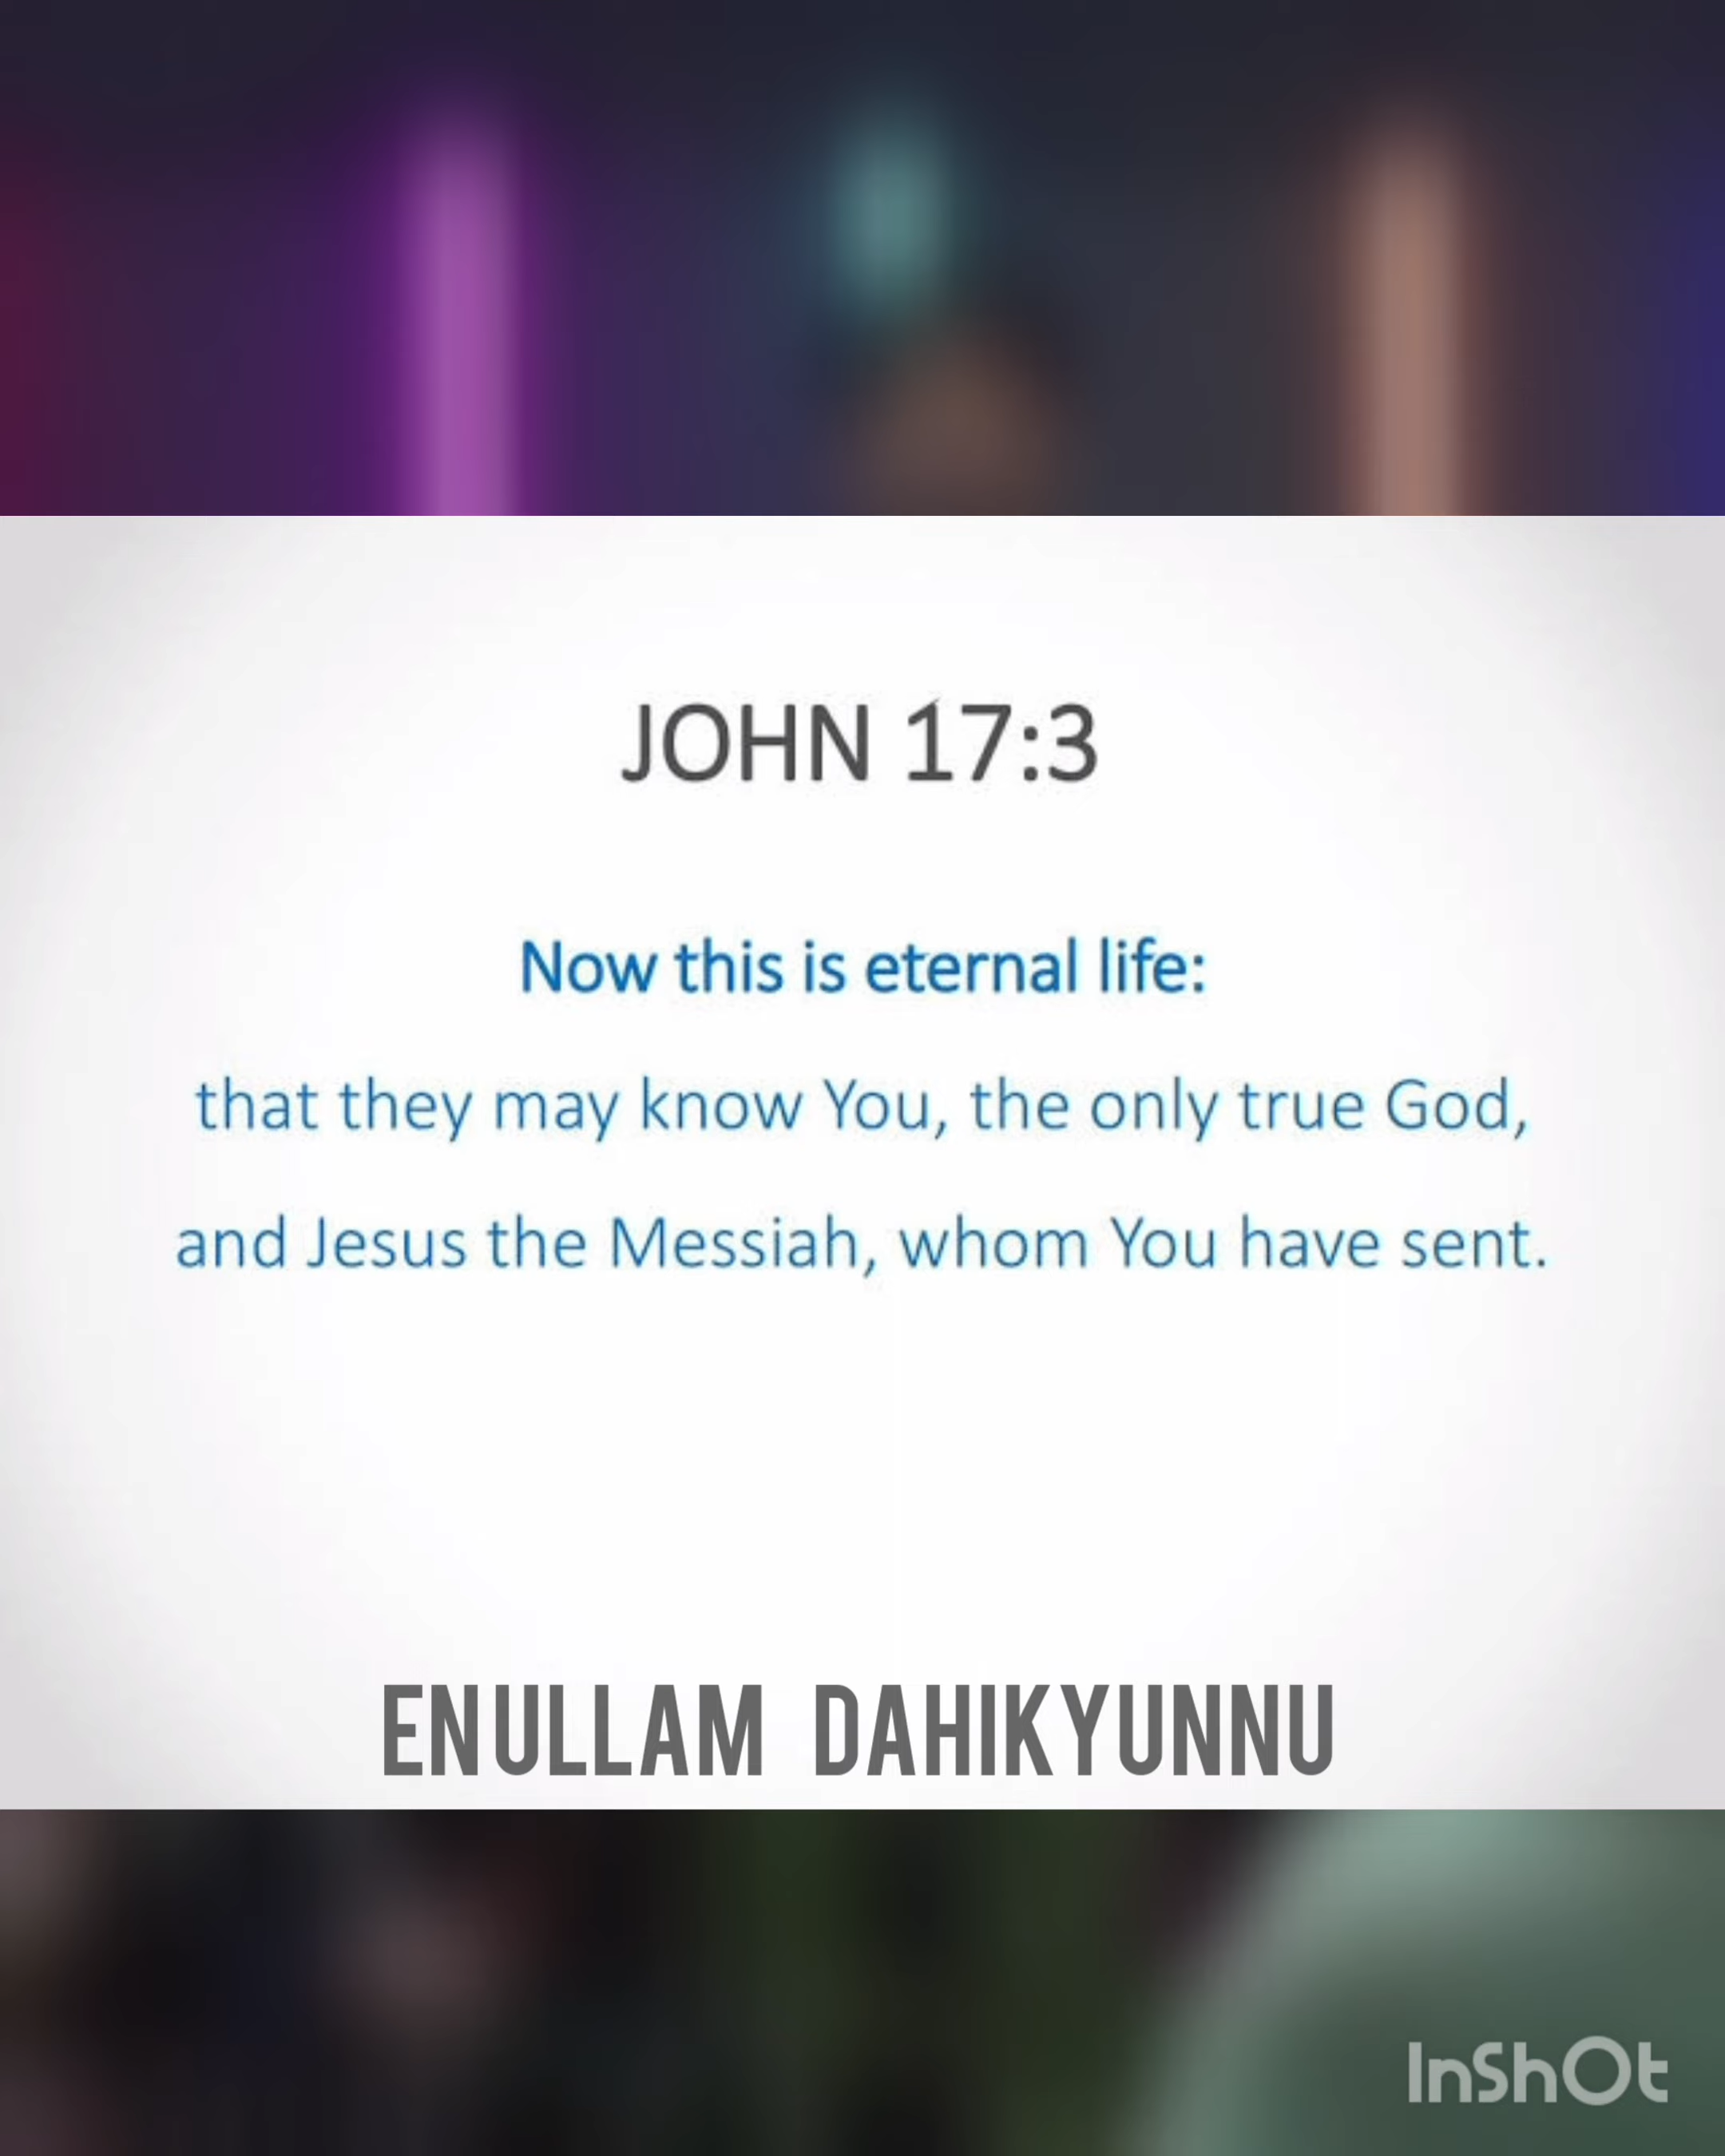 JOHN 17:3
Now this is eternal life:
that they may know You, the only true God,
and Jesus the Messiah, whom You have sent.
ENULLAM DAHIKYUNNU
InShOt